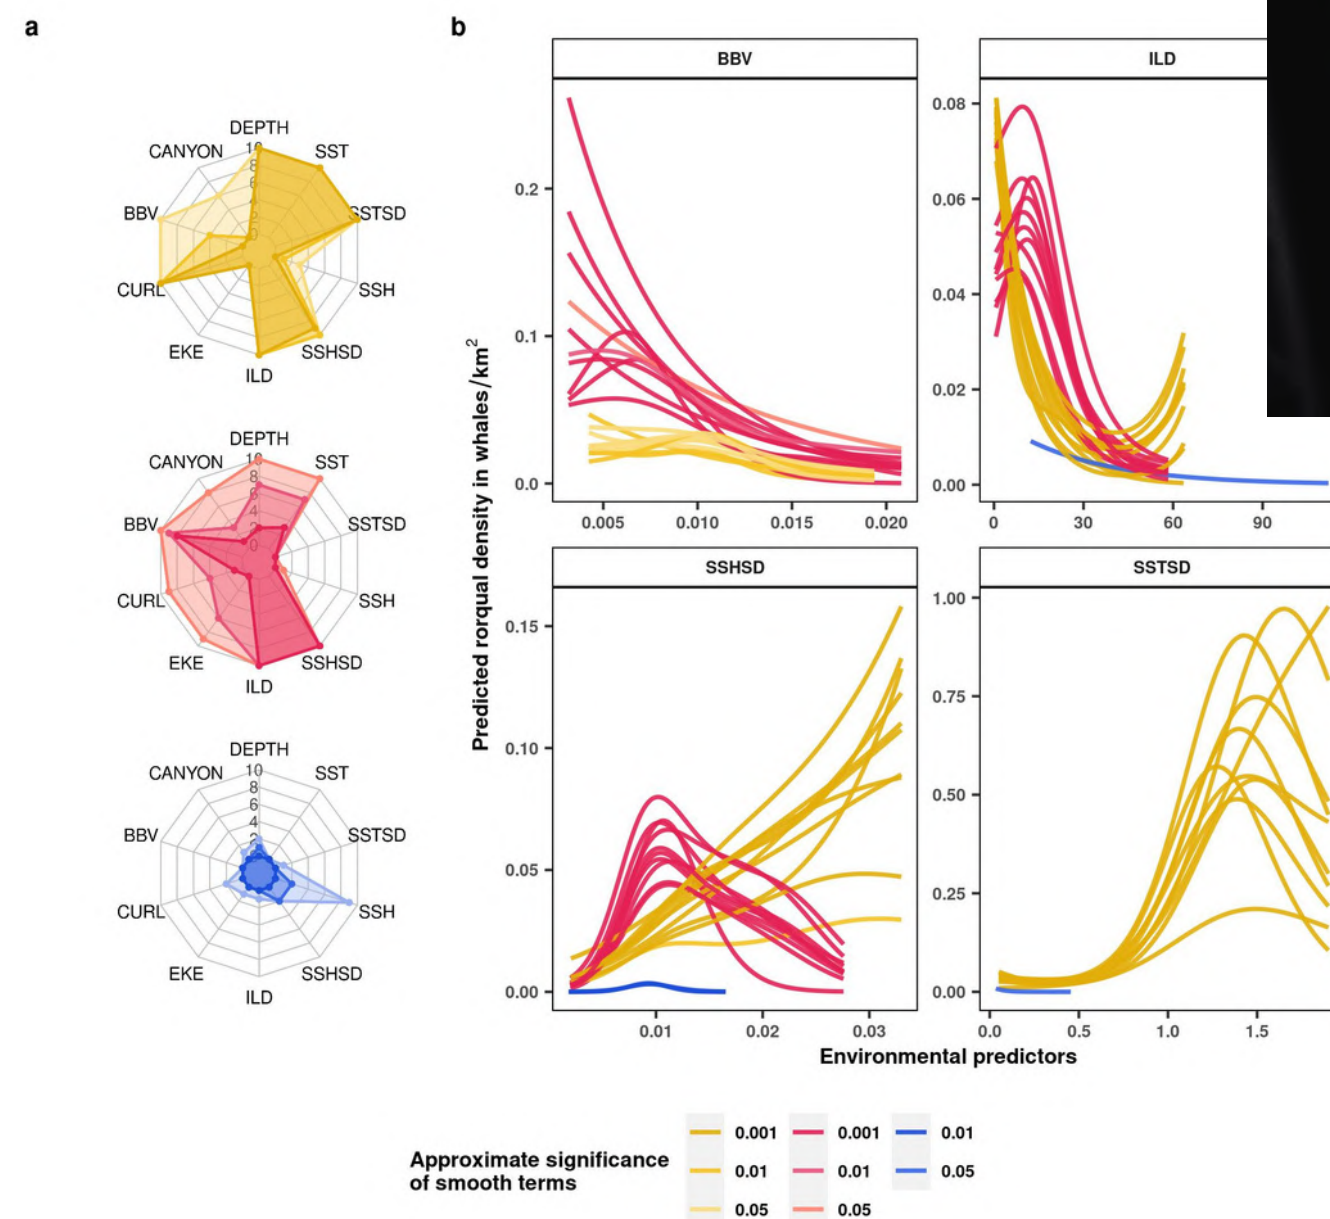 a
b
DEPTH
CANYON
SST
BBV
SSTSD
CURL
SSH
EKE
SSHSD
ILD
10
8
6
4
2
0
DEPTH
CANYON
SST
BBV
SSTSD
CURL
SSH
EKE
SSHSD
ILD
10
8
6
4
2
0
DEPTH
CANYON
SST
BBV
SSTSD
CURL
SSH
EKE
SSHSD
ILD
10
8
6
4
2
Predicted rorqual density in whales/km²
BBV
0.2
0.1
0.0
0.005 0.010 0.015 0.020
ILD
0.08
0.06
0.04
0.02
0.00
0 30 60 90
SSHSD
0.15
0.10
0.05
0.00
0.01 0.02 0.03
SSTSD
1.00
0.75
0.50
0.25
0.00
0.0 0.5 1.0 1.5
Environmental predictors
Approximate significance
of smooth terms
0.001 0.001 0.01
0.01 0.01 0.05
0.05 0.05